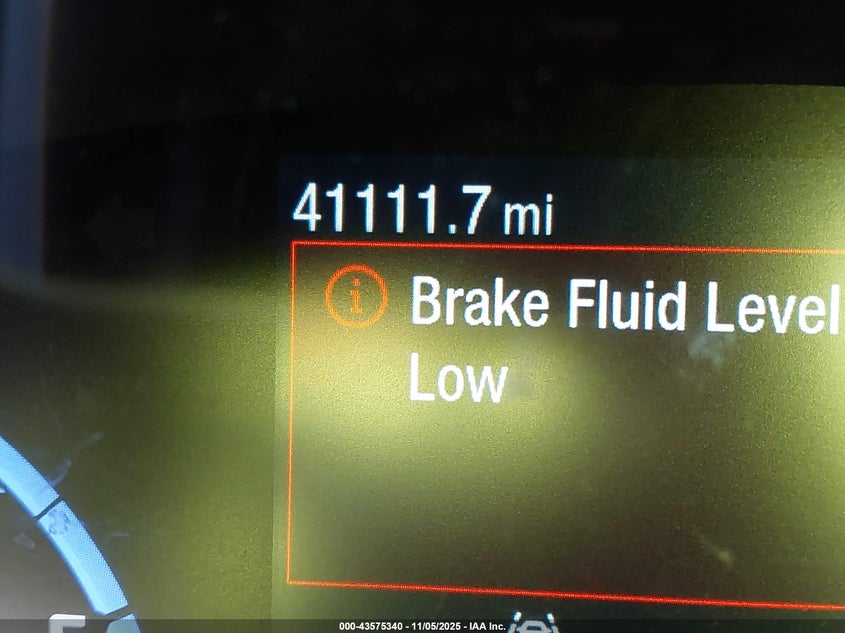 41111.7 mi
Brake Fluid Level
Low
000-43575340 - 11/05/2025 - IAA Inc.